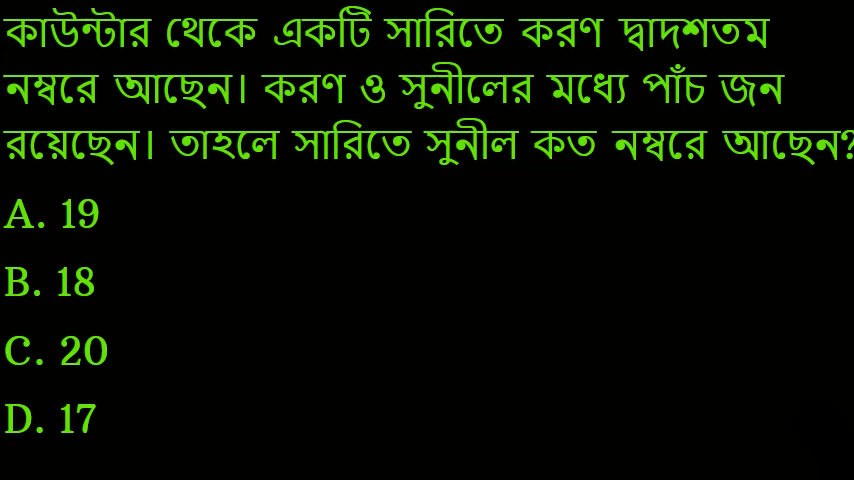 কাউন্টার থেকে একটি সারিতে করণ দ্বাদশতম
নম্বরে আছেন। করণ ও সুনীলের মধ্যে পাঁচ জন
রয়েছেন। তাহলে সারিতে সুনীল কত নম্বরে আছেন?
A. 19
B. 18
C. 20
D. 17